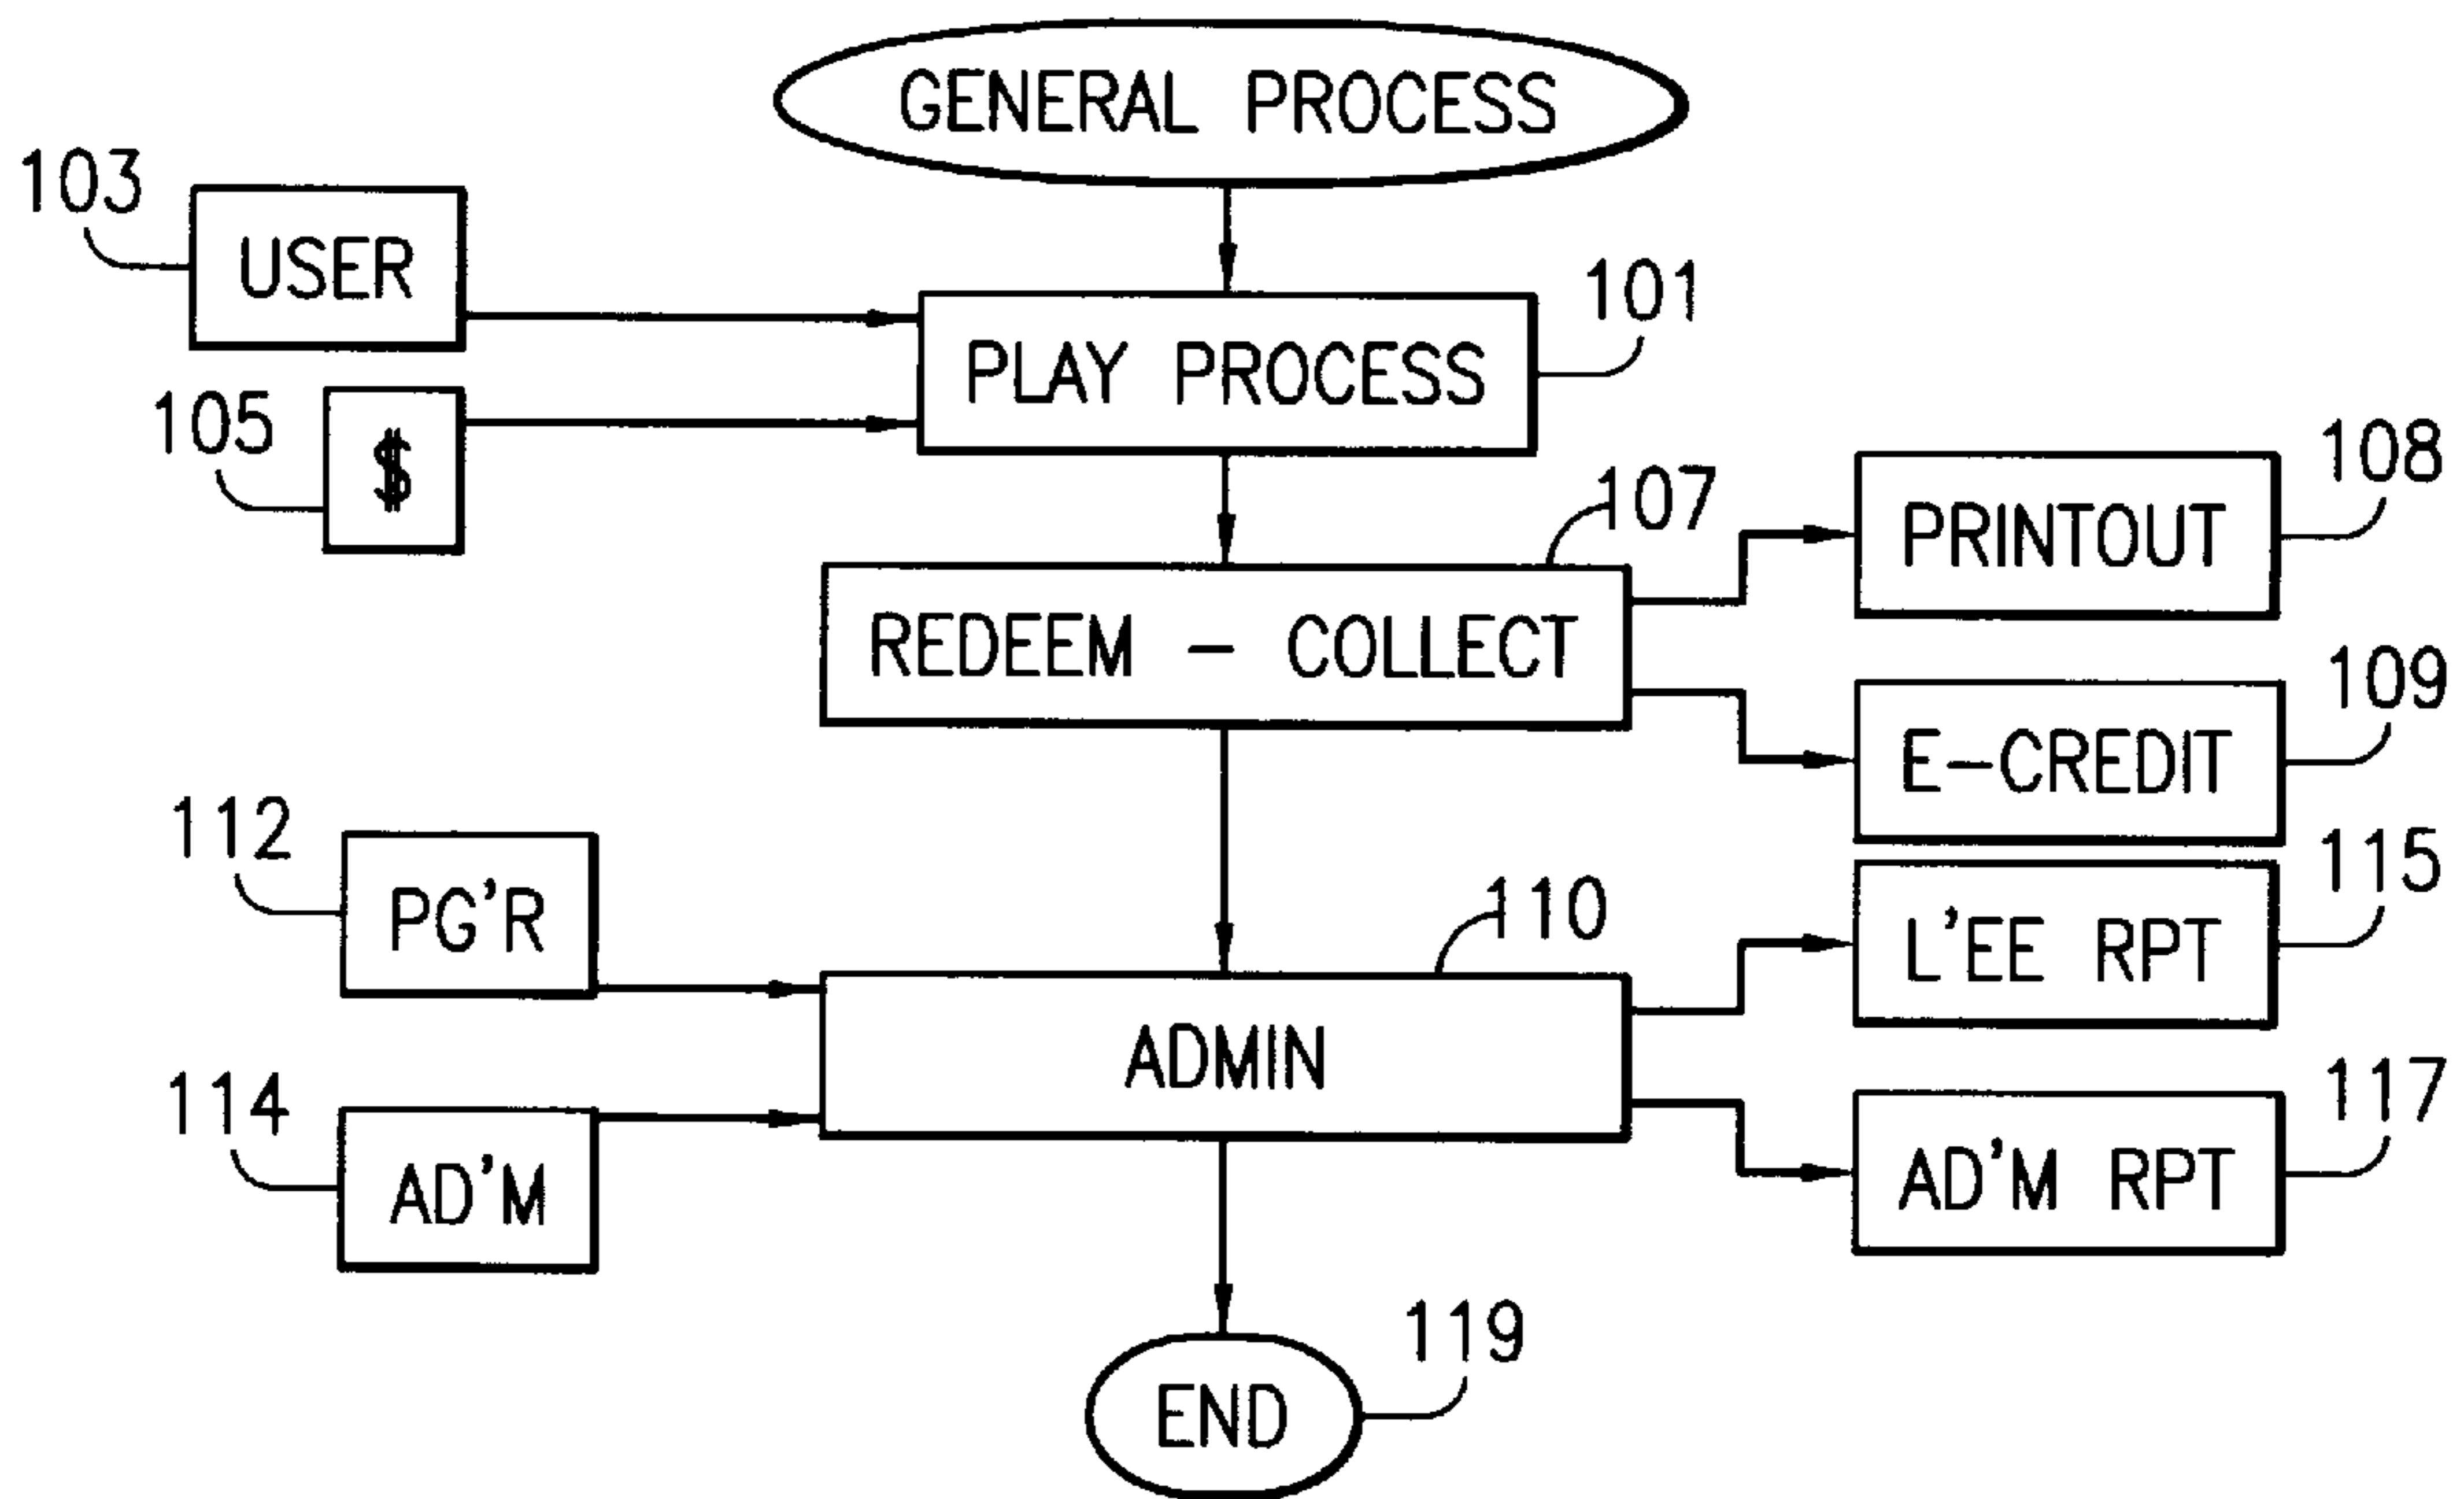 GENERAL PROCESS
103
USER
101
PLAY PROCESS
105
$
108
PRINTOUT
107
REDEEM - COLLECT
109
E-CREDIT
112
PG'R
110
115
L'EE RPT
ADMIN
114
AD'M
117
AD'M RPT
119
END